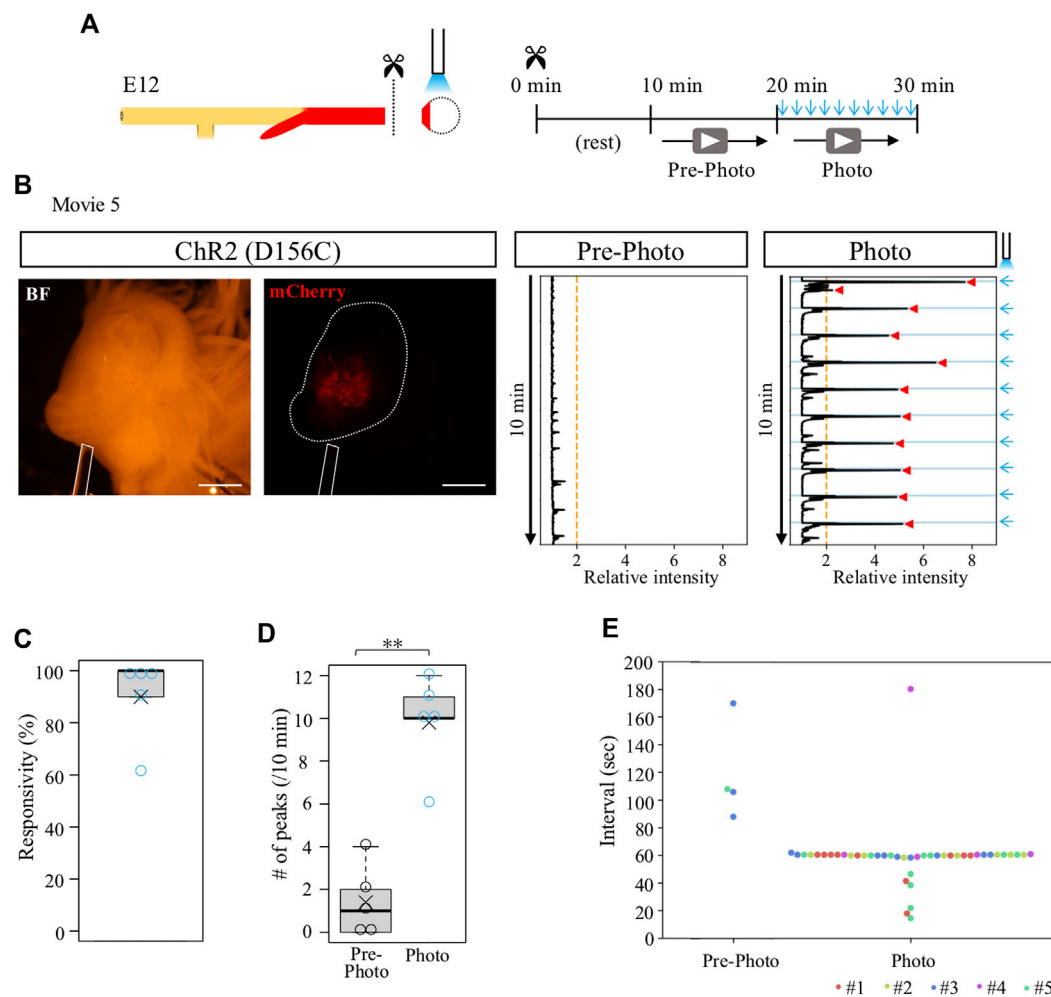 A
E12
0 min
10 min
20 min
30 min
(rest)
Pre-Photo
Photo
B
Movie 5
ChR2 (D156C)
Pre-Photo
Photo
BF
mCherry
10 min
10 min
2
4
6
8
2
4
6
8
Relative intensity
Relative intensity
C
100
80
60
40
20
0
Responsivity (%)
D
**
12
10
8
6
4
2
0
# of peaks (/10 min)
Pre-
Photo
Photo
E
200
180
160
140
120
100
80
60
40
20
0
Interval (sec)
Pre-Photo
Photo
#1
#2
#3
#4
#5